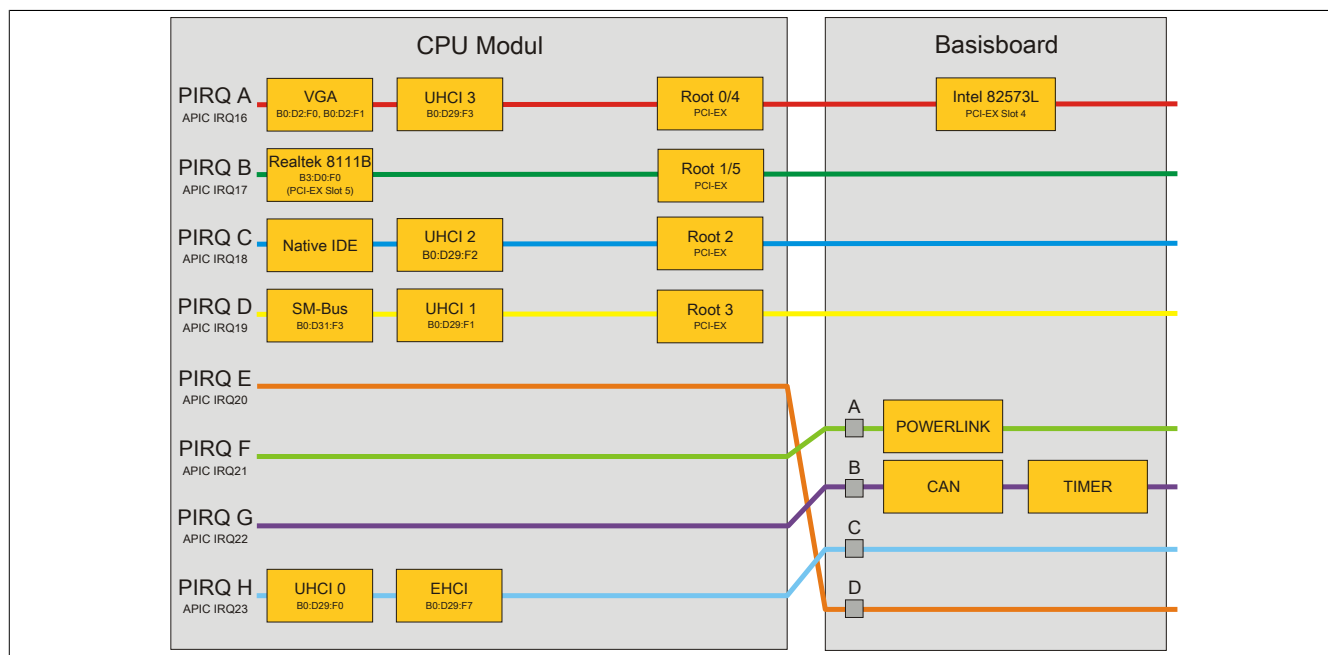 CPU Modul
Basisboard
PIRQ A
APIC IRQ16
VGA
B0:D2:F0, B0:D2:F1
UHCI 3
B0:D29:F3
Root 0/4
PCI-EX
Intel 82573L
PCI-EX Slot 4
PIRQ B
APIC IRQ17
Realtek 8111B
B3:D0:F0
(PCI-EX Slot 5)
Root 1/5
PCI-EX
PIRQ C
APIC IRQ18
Native IDE
UHCI 2
B0:D29:F2
Root 2
PCI-EX
PIRQ D
APIC IRQ19
SM-Bus
B0:D31:F3
UHCI 1
B0:D29:F1
Root 3
PCI-EX
PIRQ E
APIC IRQ20
A
POWERLINK
PIRQ F
APIC IRQ21
B
CAN
TIMER
PIRQ G
APIC IRQ22
C
PIRQ H
APIC IRQ23
UHCI 0
B0:D29:F0
EHCI
B0:D29:F7
D